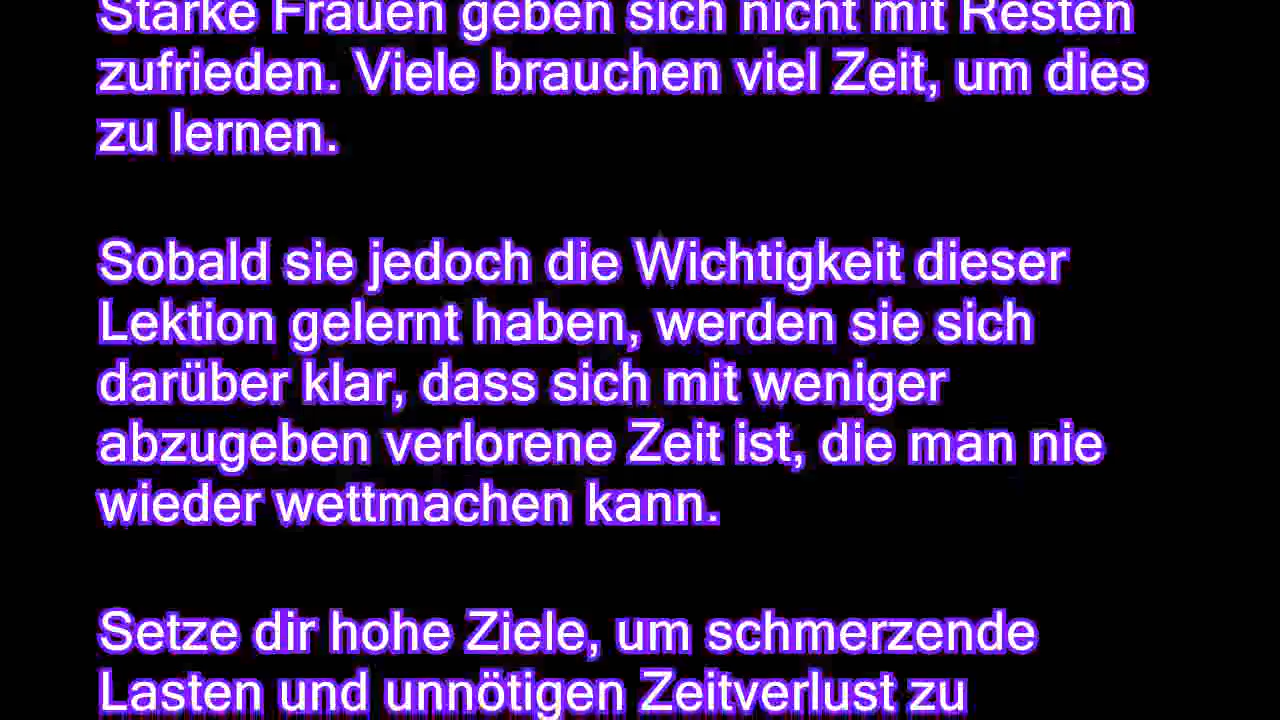 Starke Frauen geben sich nicht mit Resten
zufrieden. Viele brauchen viel Zeit, um dies
zu lernen.
Sobald sie jedoch die Wichtigkeit dieser
Lektion gelernt haben, werden sie sich
darüber klar, dass sich mit weniger
abzugeben verlorene Zeit ist, die man nie
wieder wettmachen kann.
Setze dir hohe Ziele, um schmerzende
Lasten und unnötigen Zeitverlust zu